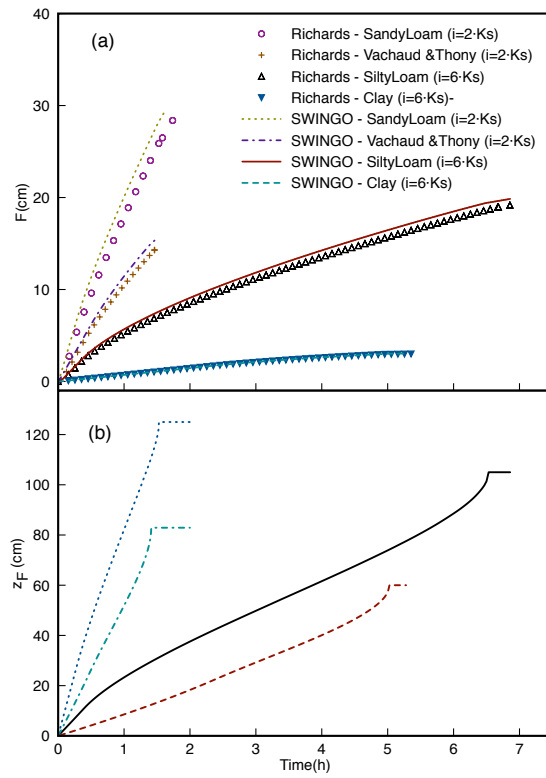 (a)
Richards - SandyLoam (i=2·Ks)
Richards - Vachaud &Thony (i=2·Ks)
Richards - SiltyLoam (i=6·Ks)
Richards - Clay (i=6·Ks)-
SWINGO - SandyLoam (i=2·Ks)
SWINGO - Vachaud &Thony (i=2·Ks)
SWINGO - SiltyLoam (i=6·Ks)
SWINGO - Clay (i=6·Ks)
40
30
20
10
0
F(cm)
(b)
120
100
80
60
40
20
0
zF(cm)
0 1 2 3 4 5 6 7
Time(h)